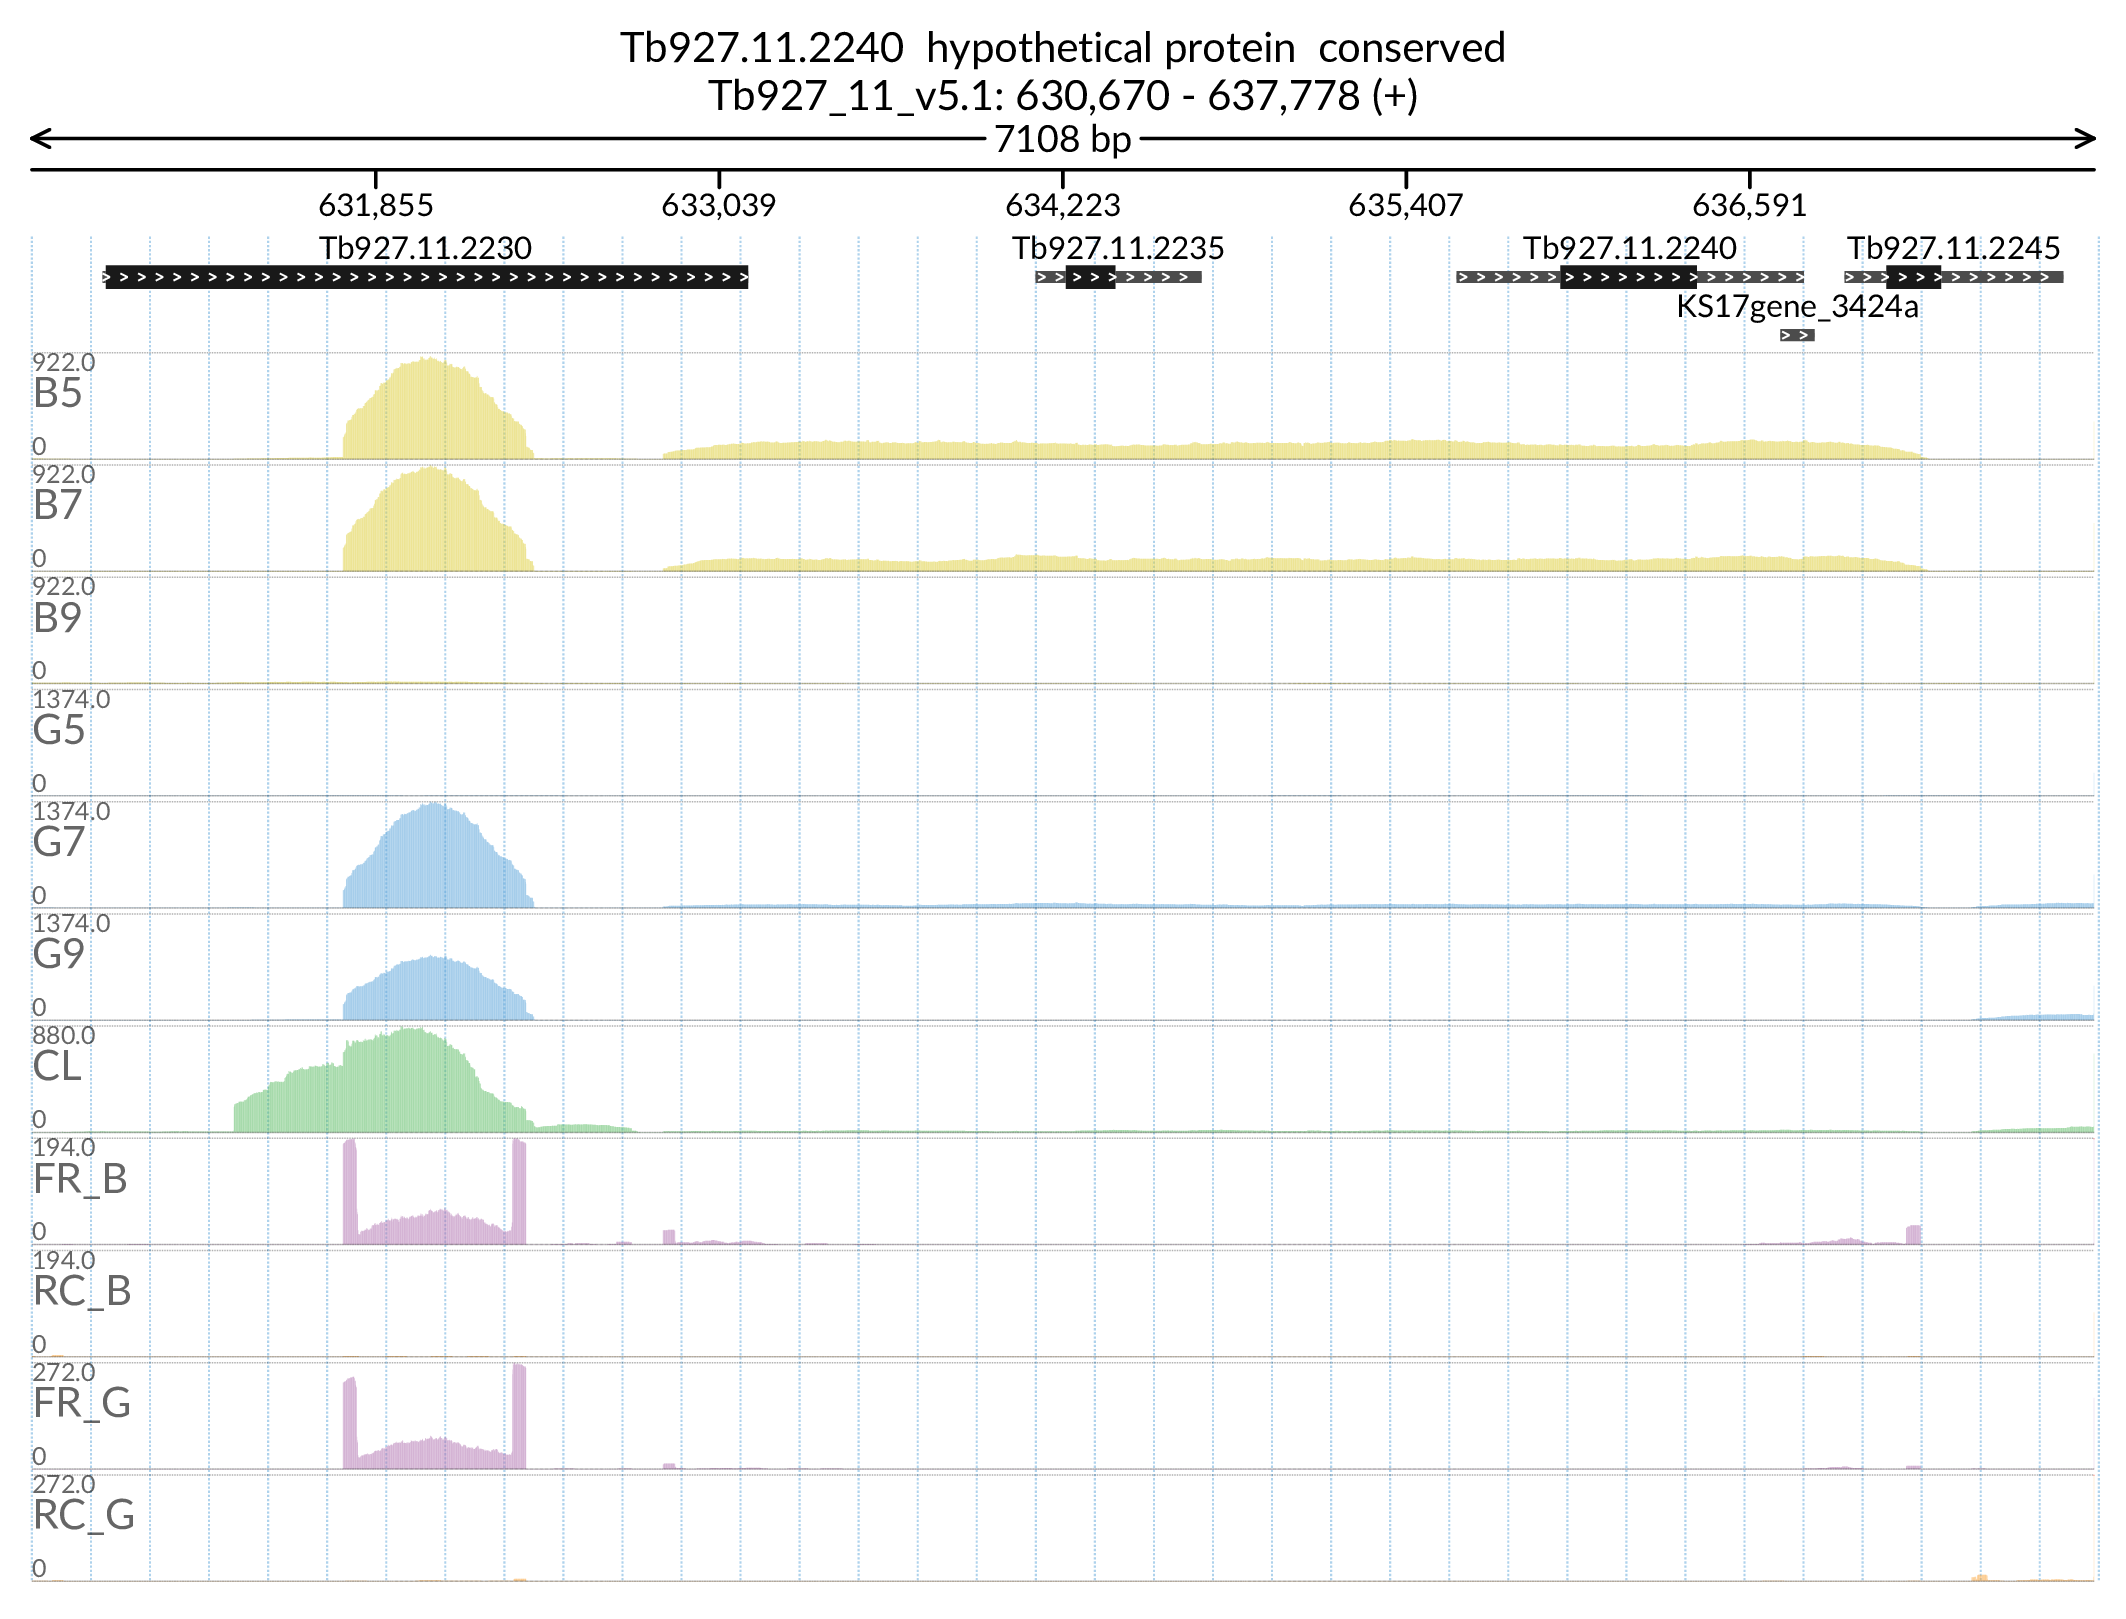 Tb927.11.2240  hypothetical protein  conserved
Tb927_11_v5.1: 630,670 - 637,778 (+)
7108 bp
631,855 633,039 634,223 635,407 636,591
Tb927.11.2230 Tb927.11.2235 Tb927.11.2240 Tb927.11.2245
KS17gene_3424a
922.0
B5
0
922.0
B7
0
922.0
B9
0
1374.0
G5
0
1374.0
G7
0
1374.0
G9
0
880.0
CL
0
194.0
FR_B
0
194.0
RC_B
0
272.0
FR_G
0
272.0
RC_G
0